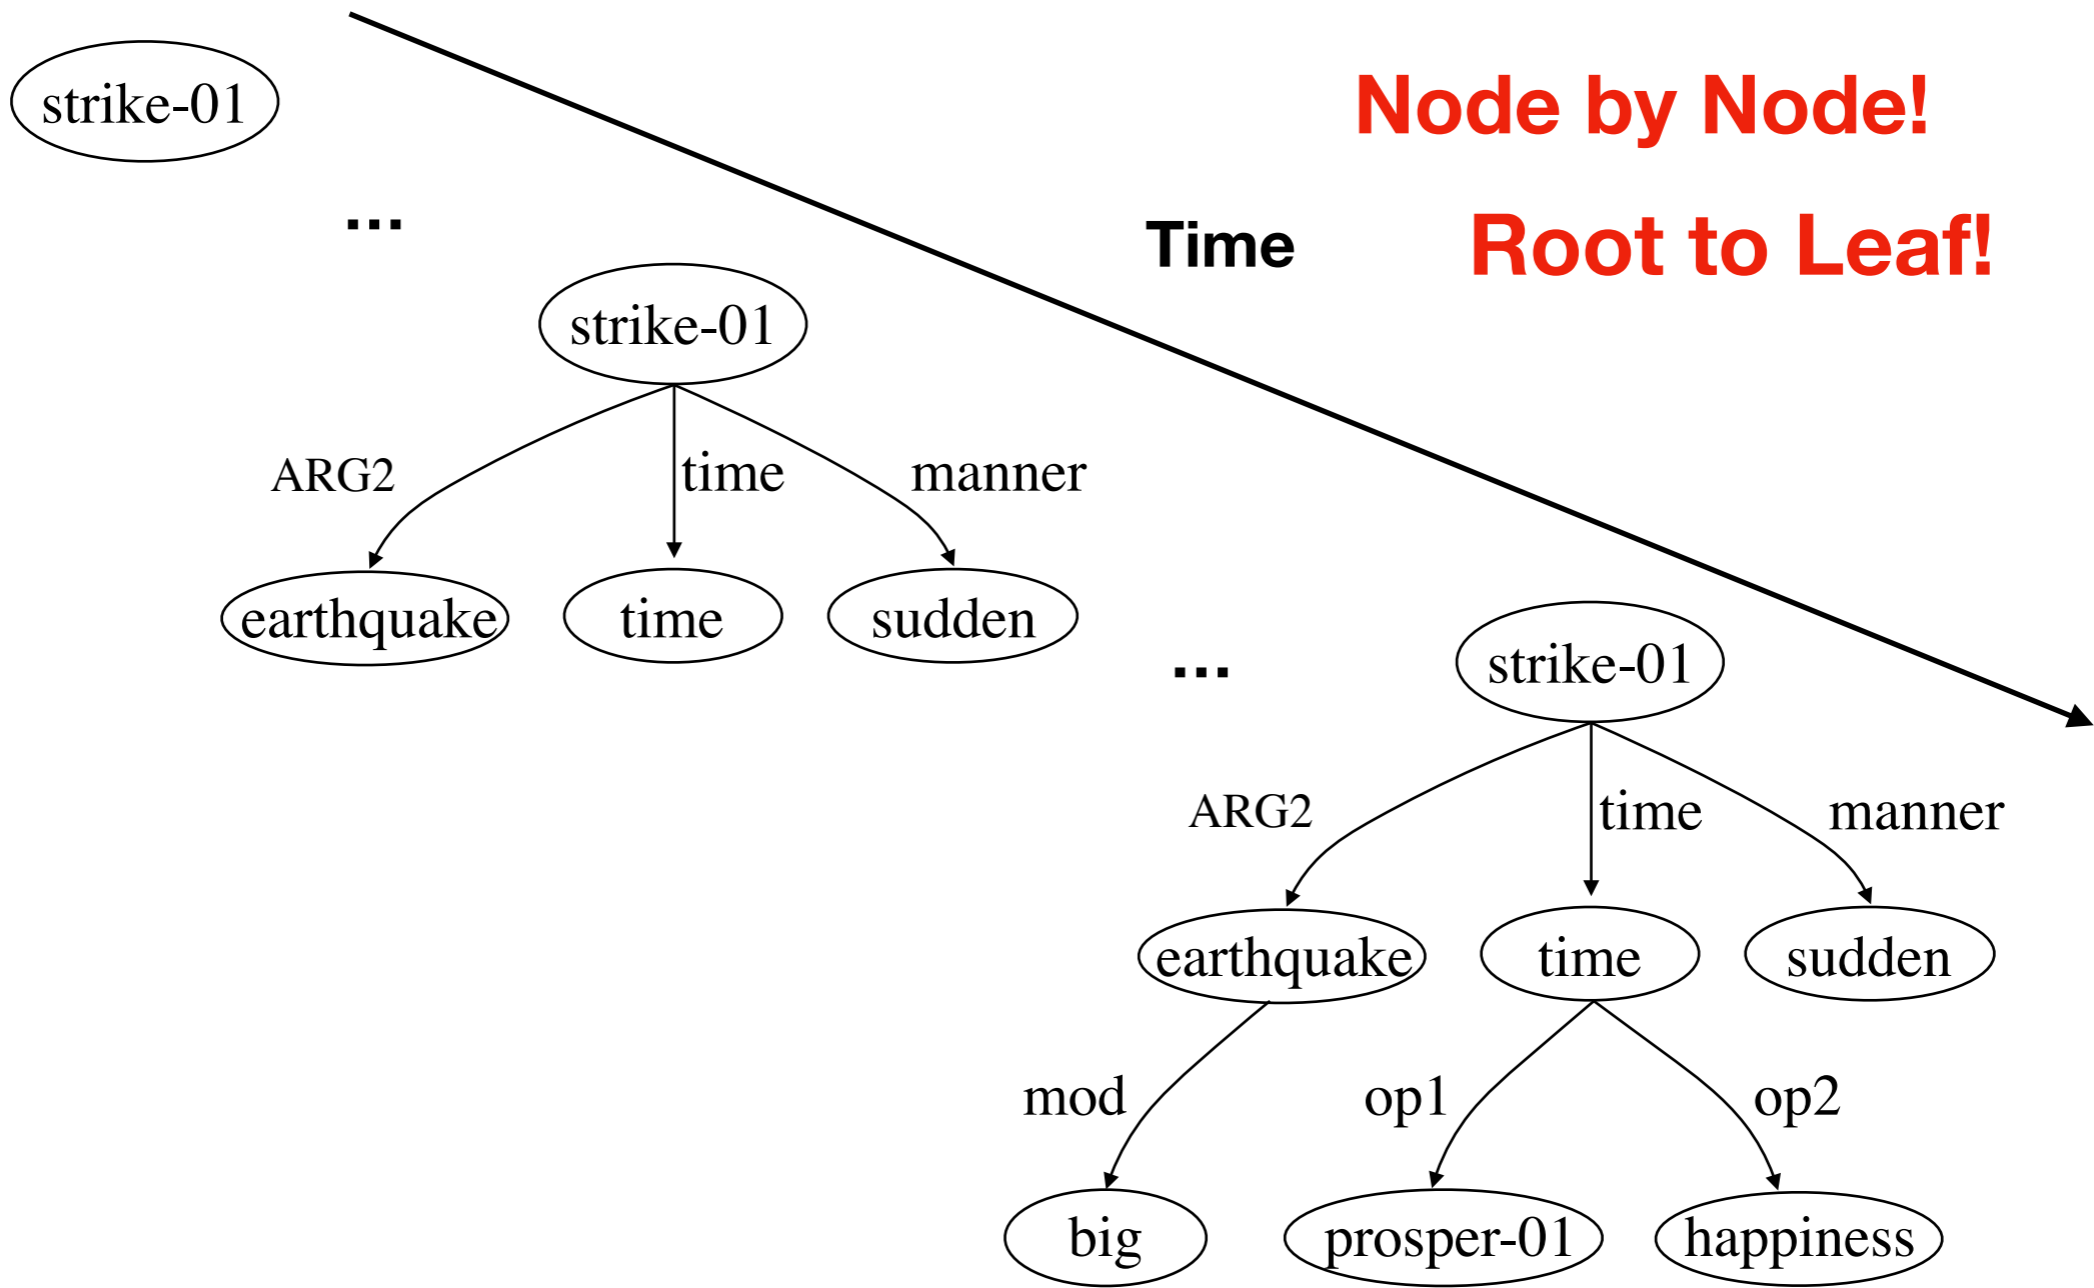 strike-01
Node by Node!
...
Time
Root to Leaf!
strike-01
ARG2
time
manner
earthquake
time
sudden
...
strike-01
ARG2
time
manner
earthquake
time
sudden
mod
op1
op2
big
prosper-01
happiness